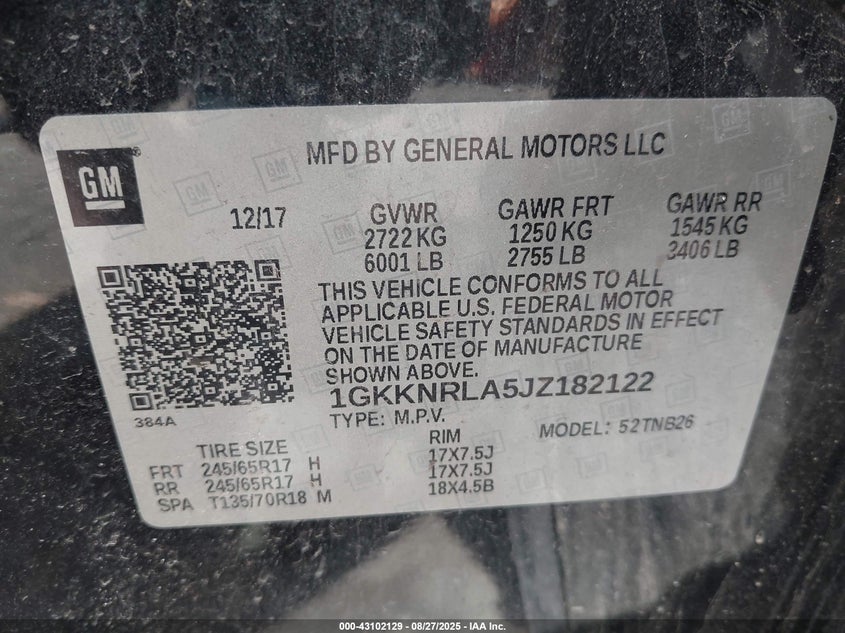 MFD BY GENERAL MOTORS LLC
GM
12/17
GVWR GAWR FRT GAWR RR
2722 KG 1250 KG 1545 KG
6001 LB 2755 LB 3406 LB
THIS VEHICLE CONFORMS TO ALL
APPLICABLE U.S. FEDERAL MOTOR
VEHICLE SAFETY STANDARDS IN EFFECT
ON THE DATE OF MANUFACTURE
SHOWN ABOVE.
1GKKNRLA5JZ182122
384A
TYPE: M.P.V. MODEL: 52TNB26
TIRE SIZE RIM
FRT 245/65R17 H 17X7.5J
RR 245/65R17 H 17X7.5J
SPA T135/70R18 M 18X4.5B
000-43102129 - 08/27/2025 - IAA Inc.